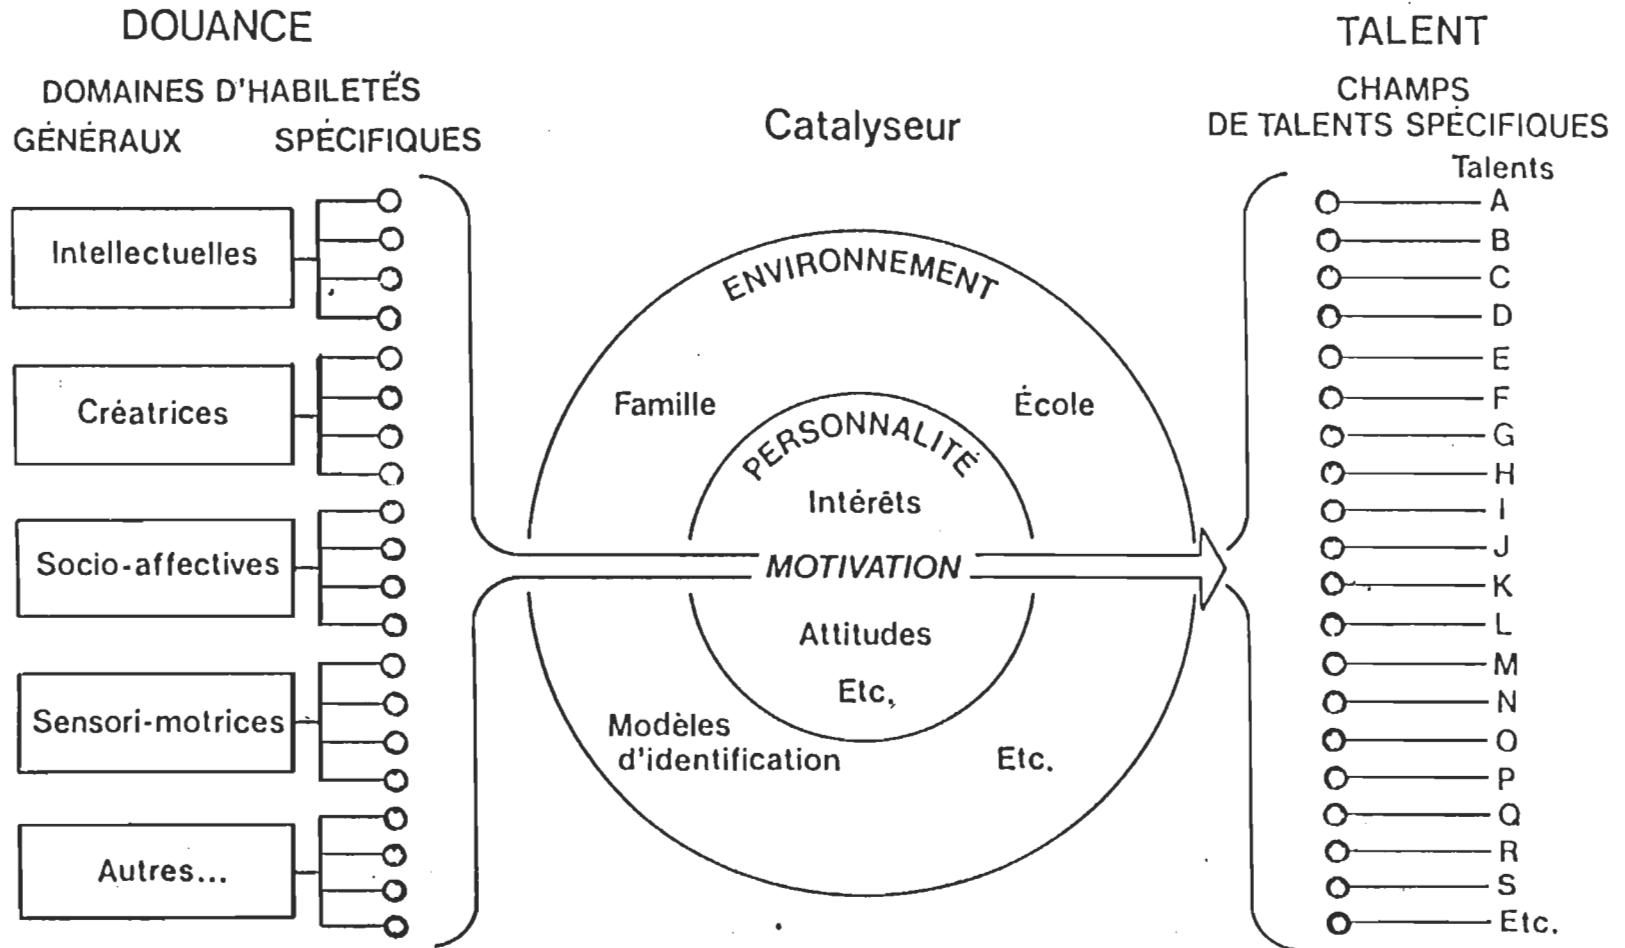 DOUANCE
DOMAINES D'HABILETÉS
GÉNÉRAUX
SPÉCIFIQUES
Intellectuelles
Créatrices
Socio-affectives
Sensori-motrices
Autres...
Catalyseur
ENVIRONNEMENT
Famille
École
PERSONNALITÉ
Intérêts
MOTIVATION
Attitudes
Etc.
Modèles
d'identification
Etc.
TALENT
CHAMPS
DE TALENTS SPÉCIFIQUES
Talents
A
B
C
D
E
F
G
H
I
J
K
L
M
N
O
P
Q
R
S
Etc.